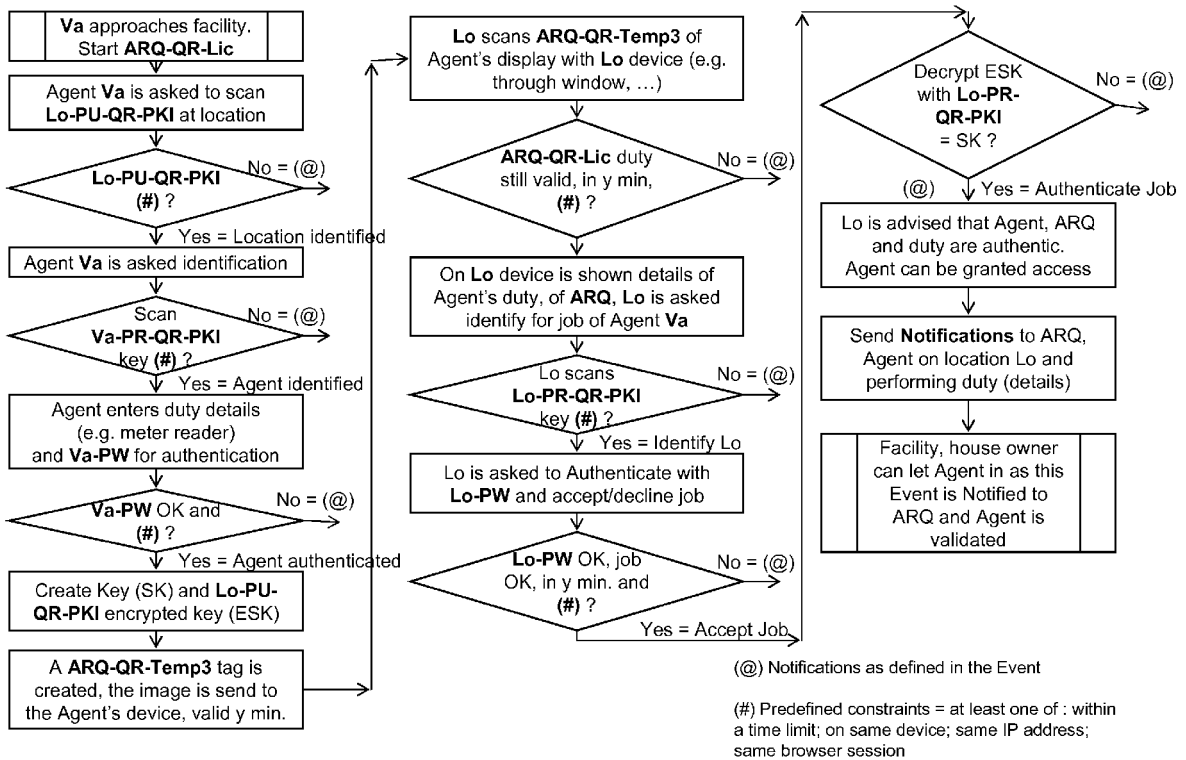 Va approaches facility.
Start ARQ-QR-Lic
Agent Va is asked to scan
Lo-PU-QR-PKI at location
Lo-PU-QR-PKI
(#) ?
No = (@)
Yes = Location identified
Agent Va is asked identification
Scan
Va-PR-QR-PKI
key (#) ?
No = (@)
Yes = Agent identified
Agent enters duty details
(e.g. meter reader)
and Va-PW for authentication
Va-PW OK and
(#) ?
No = (@)
Yes = Agent authenticated
Create Key (SK) and Lo-PU-
QR-PKI encrypted key (ESK)
A ARQ-QR-Temp3 tag is
created, the image is send to
the Agent's device, valid y min.
Lo scans ARQ-QR-Temp3 of
Agent's display with Lo device (e.g.
through window, ...)
ARQ-QR-Lic duty
still valid, in y min,
(#) ?
No = (@)
On Lo device is shown details of
Agent's duty, of ARQ, Lo is asked
identify for job of Agent Va
Lo scans
Lo-PR-QR-PKI
key (#) ?
No = (@)
Yes = Identify Lo
Lo is asked to Authenticate with
Lo-PW and accept/decline job
Lo-PW OK, job
OK, in y min. and
(#) ?
No = (@)
Yes = Accept Job
Decrypt ESK
with Lo-PR-
QR-PKI
= SK ?
No = (@)
(@)
Yes = Authenticate Job
Lo is advised that Agent, ARQ
and duty are authentic.
Agent can be granted access
Send Notifications to ARQ,
Agent on location Lo and
performing duty (details)
Facility, house owner
can let Agent in as this
Event is Notified to
ARQ and Agent is
validated
(@) Notifications as defined in the Event
(#) Predefined constraints = at least one of : within
a time limit; on same device; same IP address;
same browser session